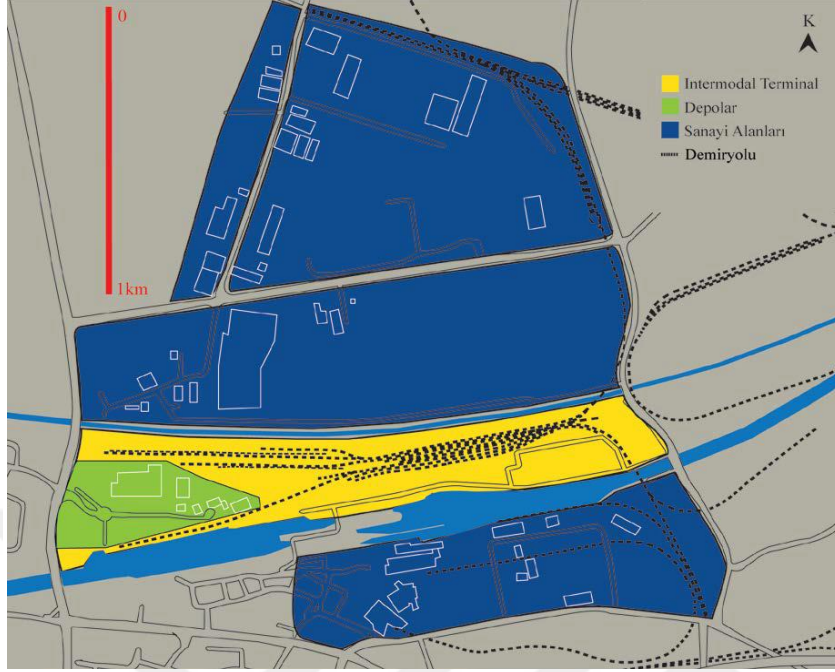 0
K
Intermodal Terminal
Depolar
Sanayi Alanları
Demiryolu
1km